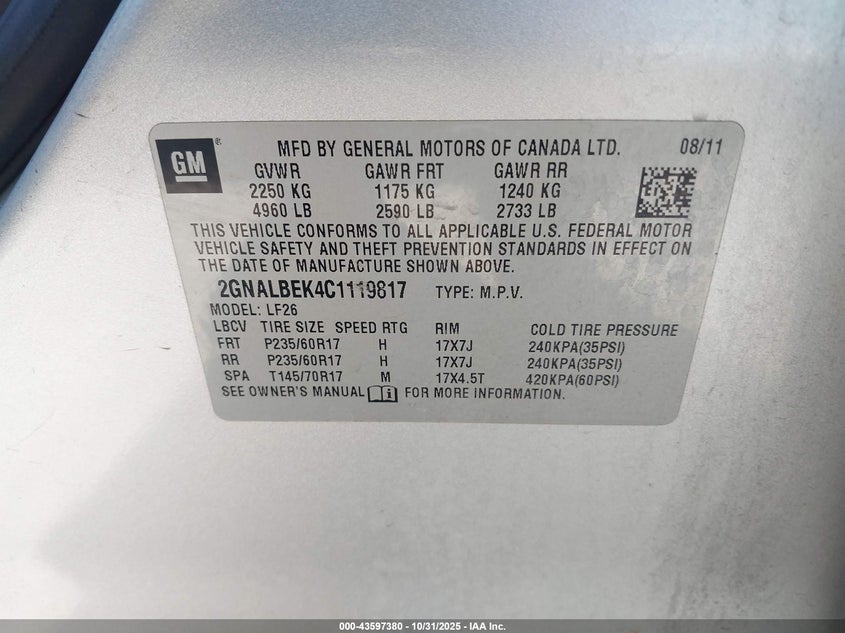 GM ® MFD BY GENERAL MOTORS OF CANADA LTD. 08/11
GVWR GAWR FRT GAWR RR
2250 KG 1175 KG 1240 KG
4960 LB 2590 LB 2733 LB
THIS VEHICLE CONFORMS TO ALL APPLICABLE U.S. FEDERAL MOTOR
VEHICLE SAFETY AND THEFT PREVENTION STANDARDS IN EFFECT ON
THE DATE OF MANUFACTURE SHOWN ABOVE.
2GNALBEK4C1119817 TYPE: M.P.V.
MODEL: LF26
LBCV TIRE SIZE SPEED RTG RIM COLD TIRE PRESSURE
FRT P235/60R17 H 17X7J 240KPA(35PSI)
RR P235/60R17 H 17X7J 240KPA(35PSI)
SPA T145/70R17 M 17X4.5T 420KPA(60PSI)
SEE OWNER'S MANUAL FOR MORE INFORMATION.
000-43597380 - 10/31/2025 - IAA Inc.